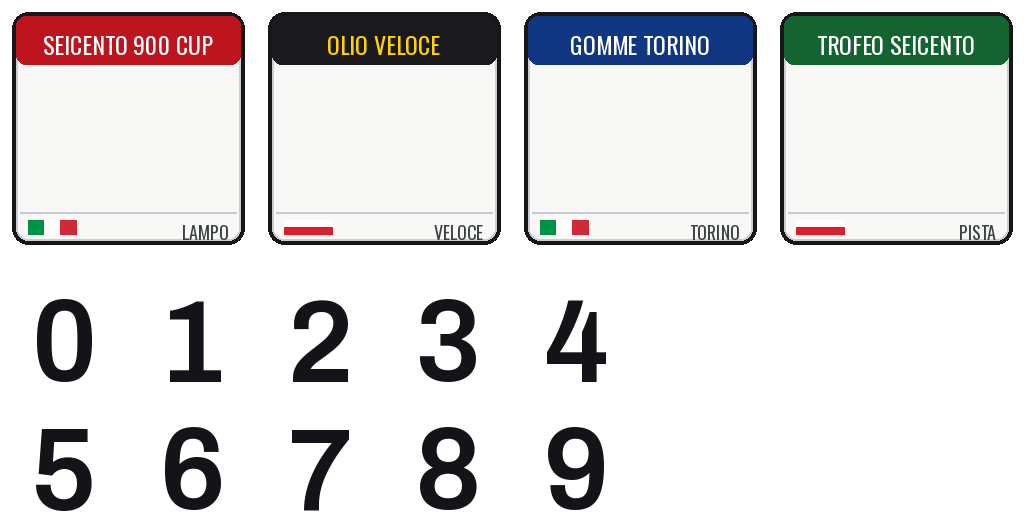 SEICENTO 900 CUP
LAMPO
OLIO VELOCE
VELOCE
GOMME TORINO
TORINO
TROFEO SEICENTO
PISTA
0 1 2 3 4
5 6 7 8 9